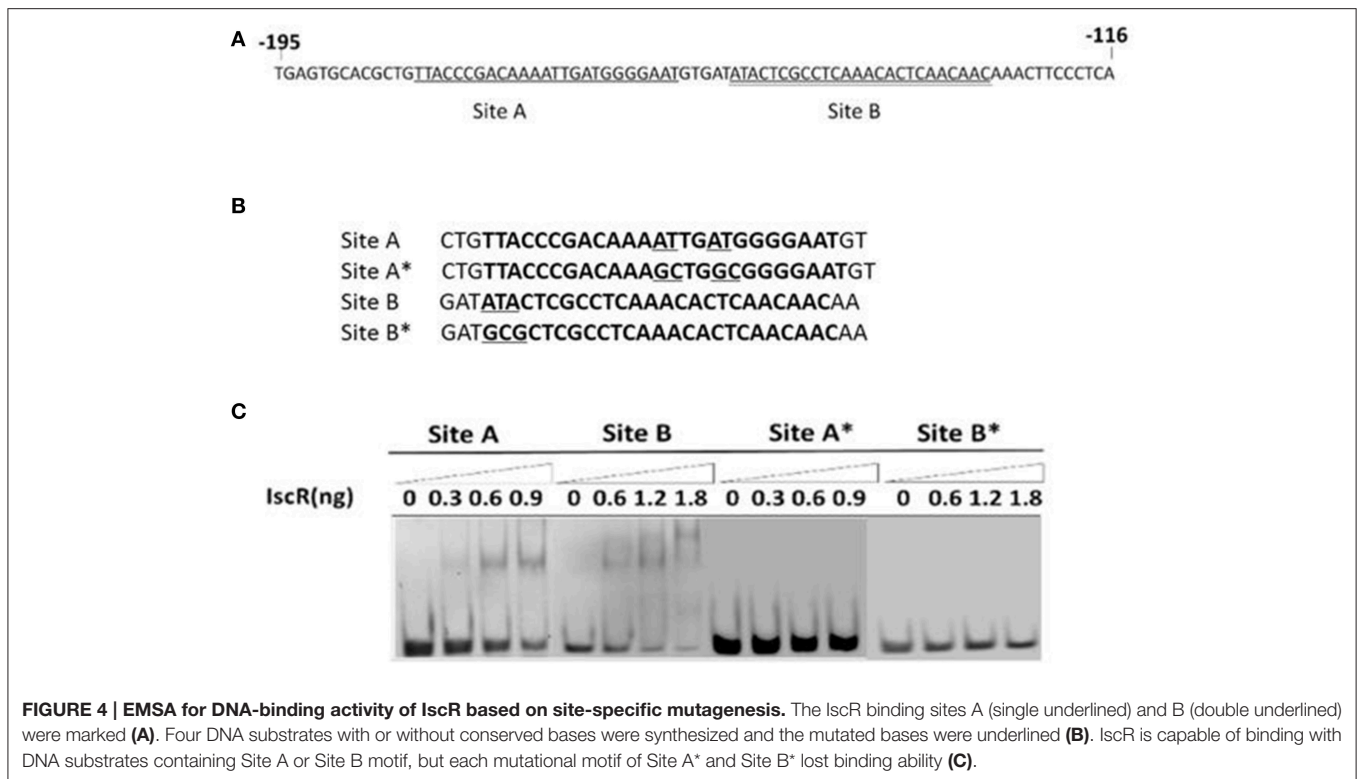 A
-195 -116
TGAGTGCACGCTGTTACCCGACAAAATTGATGGGGAATGTGATATACTCGCCTCAAACACTCAACAACAAACTTCCCTCA
Site A Site B
B
Site A CTGTTACCCGACAAAATTGATGGGGAATGT
Site A* CTGTTACCCGACAAAGCTGGCGGGGAATGT
Site B GATATACTCGCCTCAAACACTCAACAACAA
Site B* GATGCGCTCGCCTCAAACACTCAACAACAA
C
Site A Site B Site A* Site B*
IscR(ng) 0 0.3 0.6 0.9 0 0.6 1.2 1.8 0 0.3 0.6 0.9 0 0.6 1.2 1.8
FIGURE 4 | EMSA for DNA-binding activity of IscR based on site-specific mutagenesis. The IscR binding sites A (single underlined) and B (double underlined)
were marked (A). Four DNA substrates with or without conserved bases were synthesized and the mutated bases were underlined (B). IscR is capable of binding with
DNA substrates containing Site A or Site B motif, but each mutational motif of Site A* and Site B* lost binding ability (C).